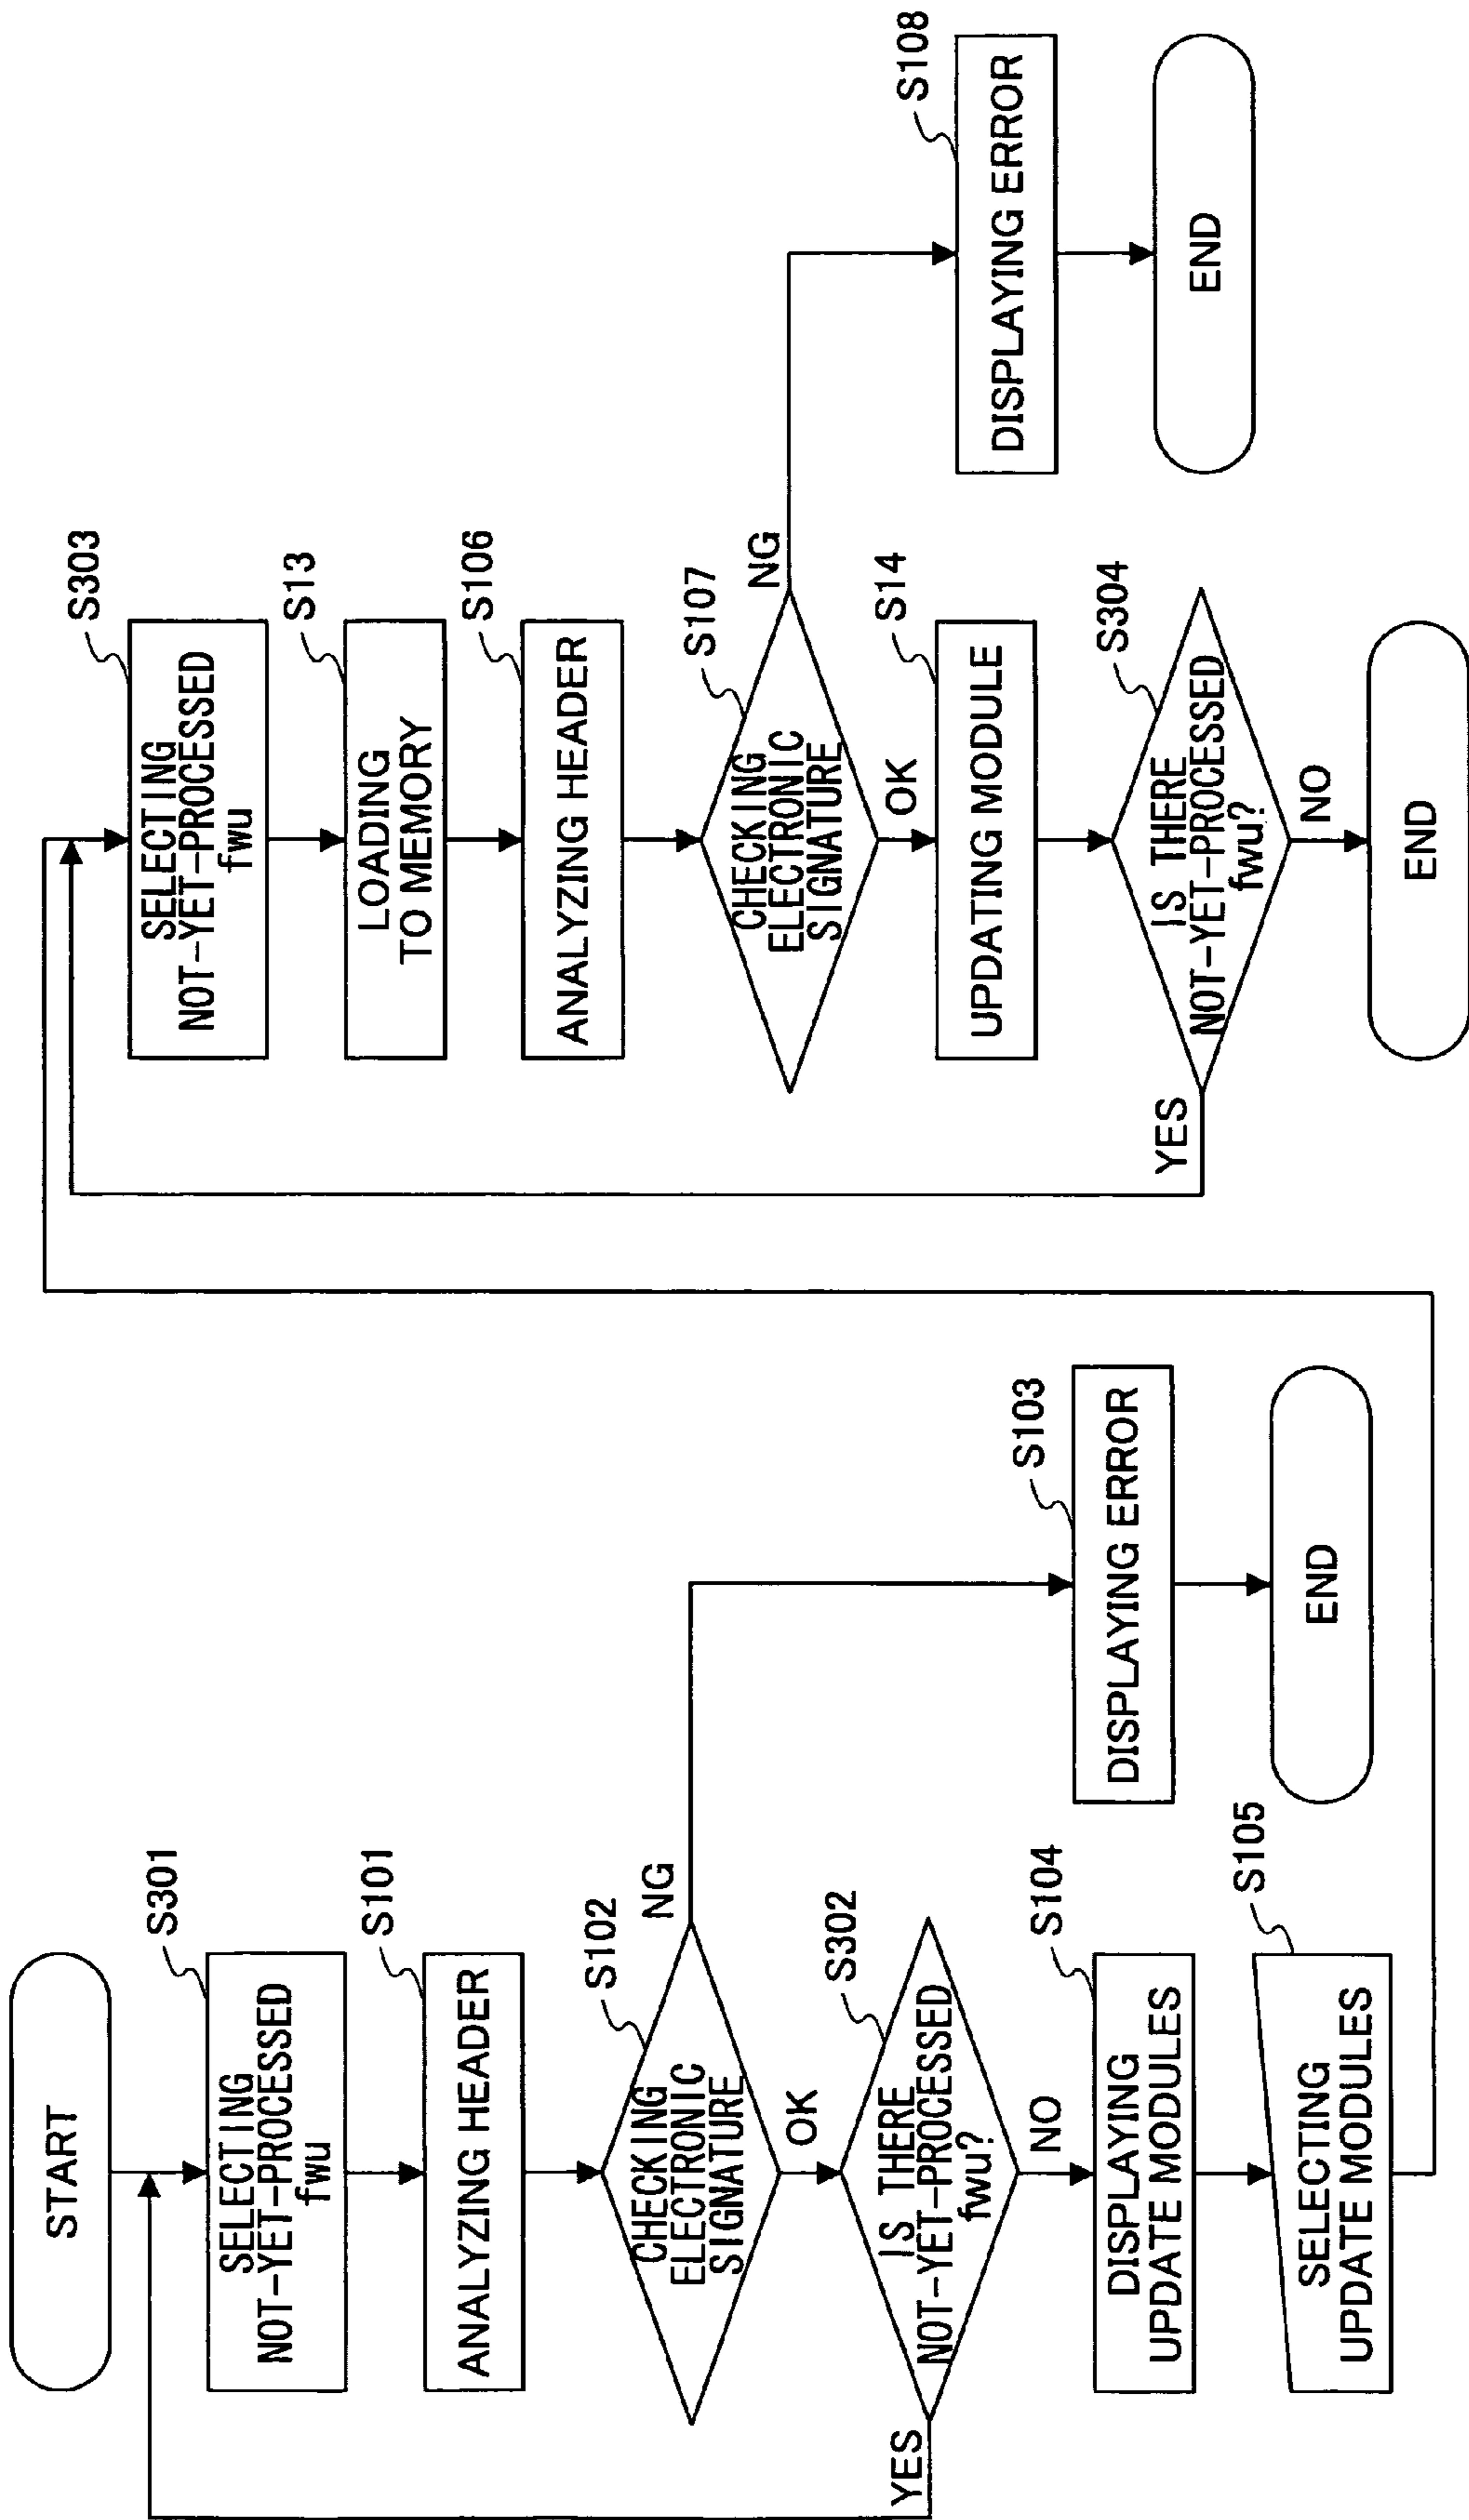 START
S301
SELECTING
NOT-YET-PROCESSED
fwu
S101
ANALYZING HEADER
S102
CHECKING
ELECTRONIC
SIGNATURE
NG
OK
S302
IS THERE
NOT-YET-PROCESSED
fwu?
YES
NO
S104
DISPLAYING
UPDATE MODULES
S105
SELECTING
UPDATE MODULES
S103
DISPLAYING ERROR
END
S303
SELECTING
NOT-YET-PROCESSED
fwu
S13
LOADING
TO MEMORY
S106
ANALYZING HEADER
S107
CHECKING
ELECTRONIC
SIGNATURE
NG
OK
S14
UPDATING MODULE
S304
IS THERE
NOT-YET-PROCESSED
fwu?
YES
NO
END
S108
DISPLAYING ERROR
END